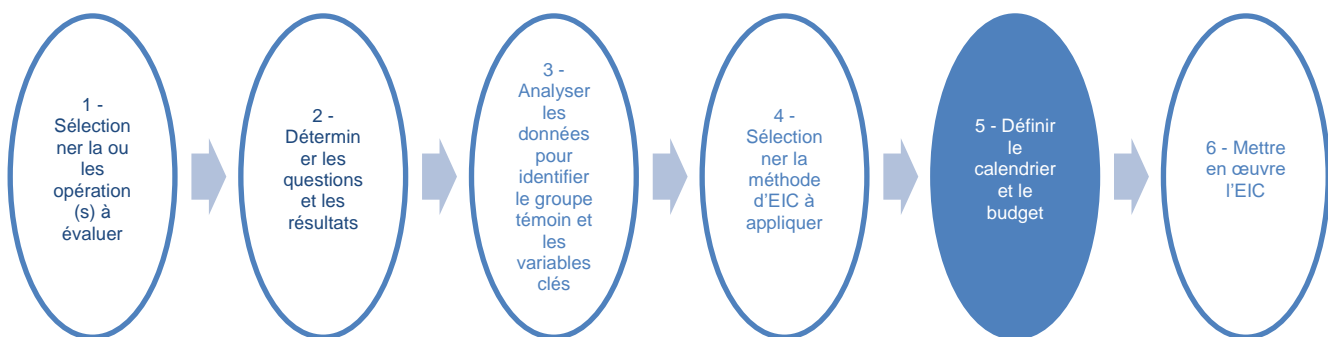 1 -
Sélection
ner la ou
les
opération
(s) à
évaluer
2 -
Détermin
er les
questions
et les
résultats
3 -
Analyser
les
données
pour
identifier
le groupe
témoin et
les
variables
clés
4 -
Sélection
ner la
méthode
d’EIC à
appliquer
5 - Définir
le
calendrier
et le
budget
6 - Mettre
en œuvre
l’EIC